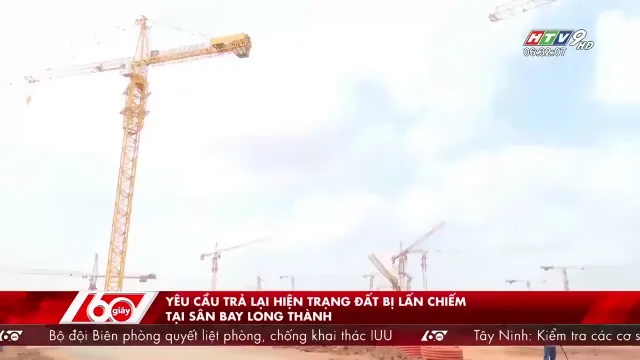 HTV9 HD
06:32:07
60 giây
YÊU CẦU TRẢ LẠI HIỆN TRẠNG ĐẤT BỊ LẤN CHIẾM
TẠI SÂN BAY LONG THÀNH
Bộ đội Biên phòng quyết liệt phòng, chống khai thác IUU 60 Tây Ninh: Kiểm tra các cơ s